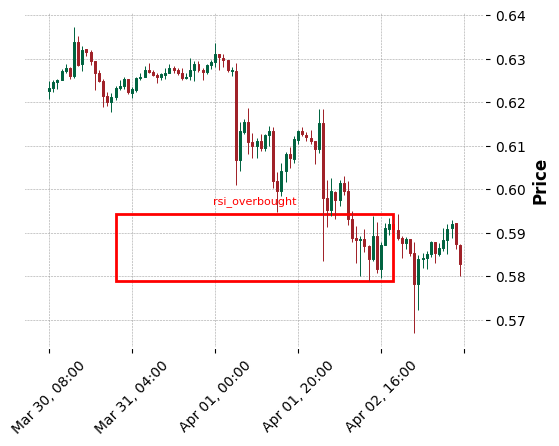 0.64
0.63
0.62
0.61
0.60
0.59
0.58
0.57
Price
rsi_overbought
Mar 30, 08:00
Mar 31, 04:00
Apr 01, 00:00
Apr 01, 20:00
Apr 02, 16:00